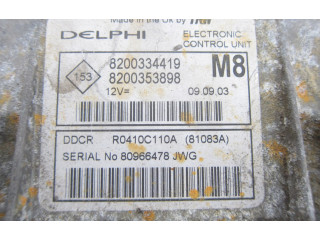 Made in the UK by TRW
DELPHI
ELECTRONIC
CONTROL UNIT
153
8200334419
M8
8200353898
12V=
09.09.03
DDCR R0410C110A (81083A)
SERIAL No 80966478 JWG